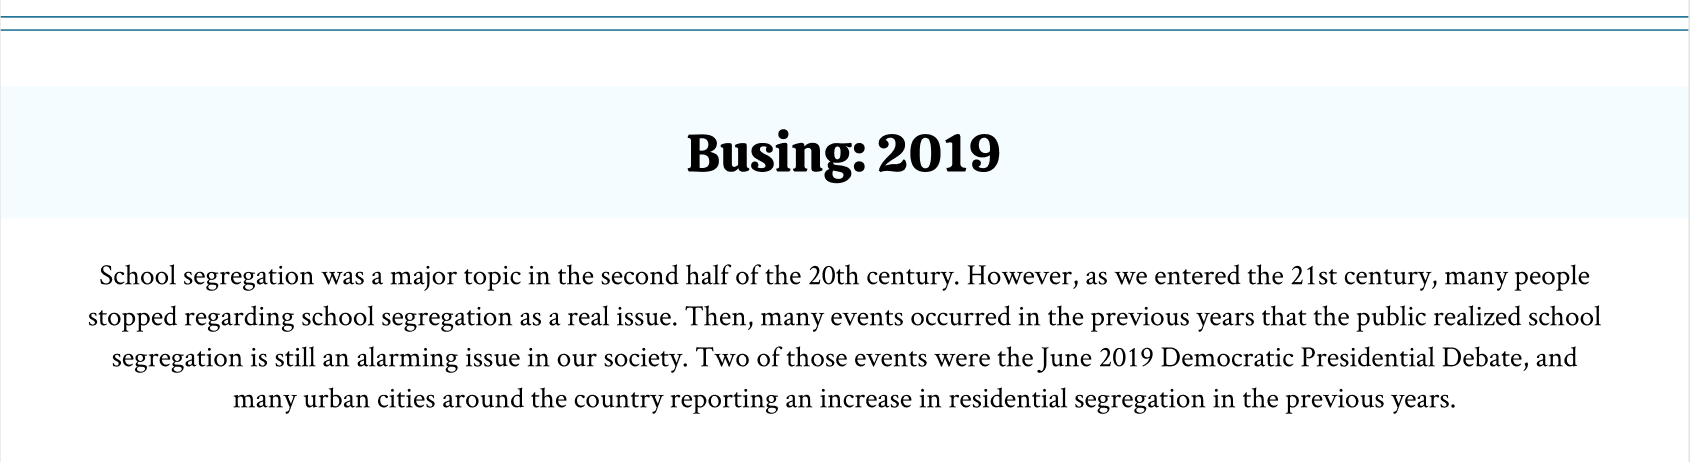 Busing: 2019
School segregation was a major topic in the second half of the 20th century. However, as we entered the 21st century, many people
stopped regarding school segregation as a real issue. Then, many events occurred in the previous years that the public realized school
segregation is still an alarming issue in our society. Two of those events were the June 2019 Democratic Presidential Debate, and
many urban cities around the country reporting an increase in residential segregation in the previous years.